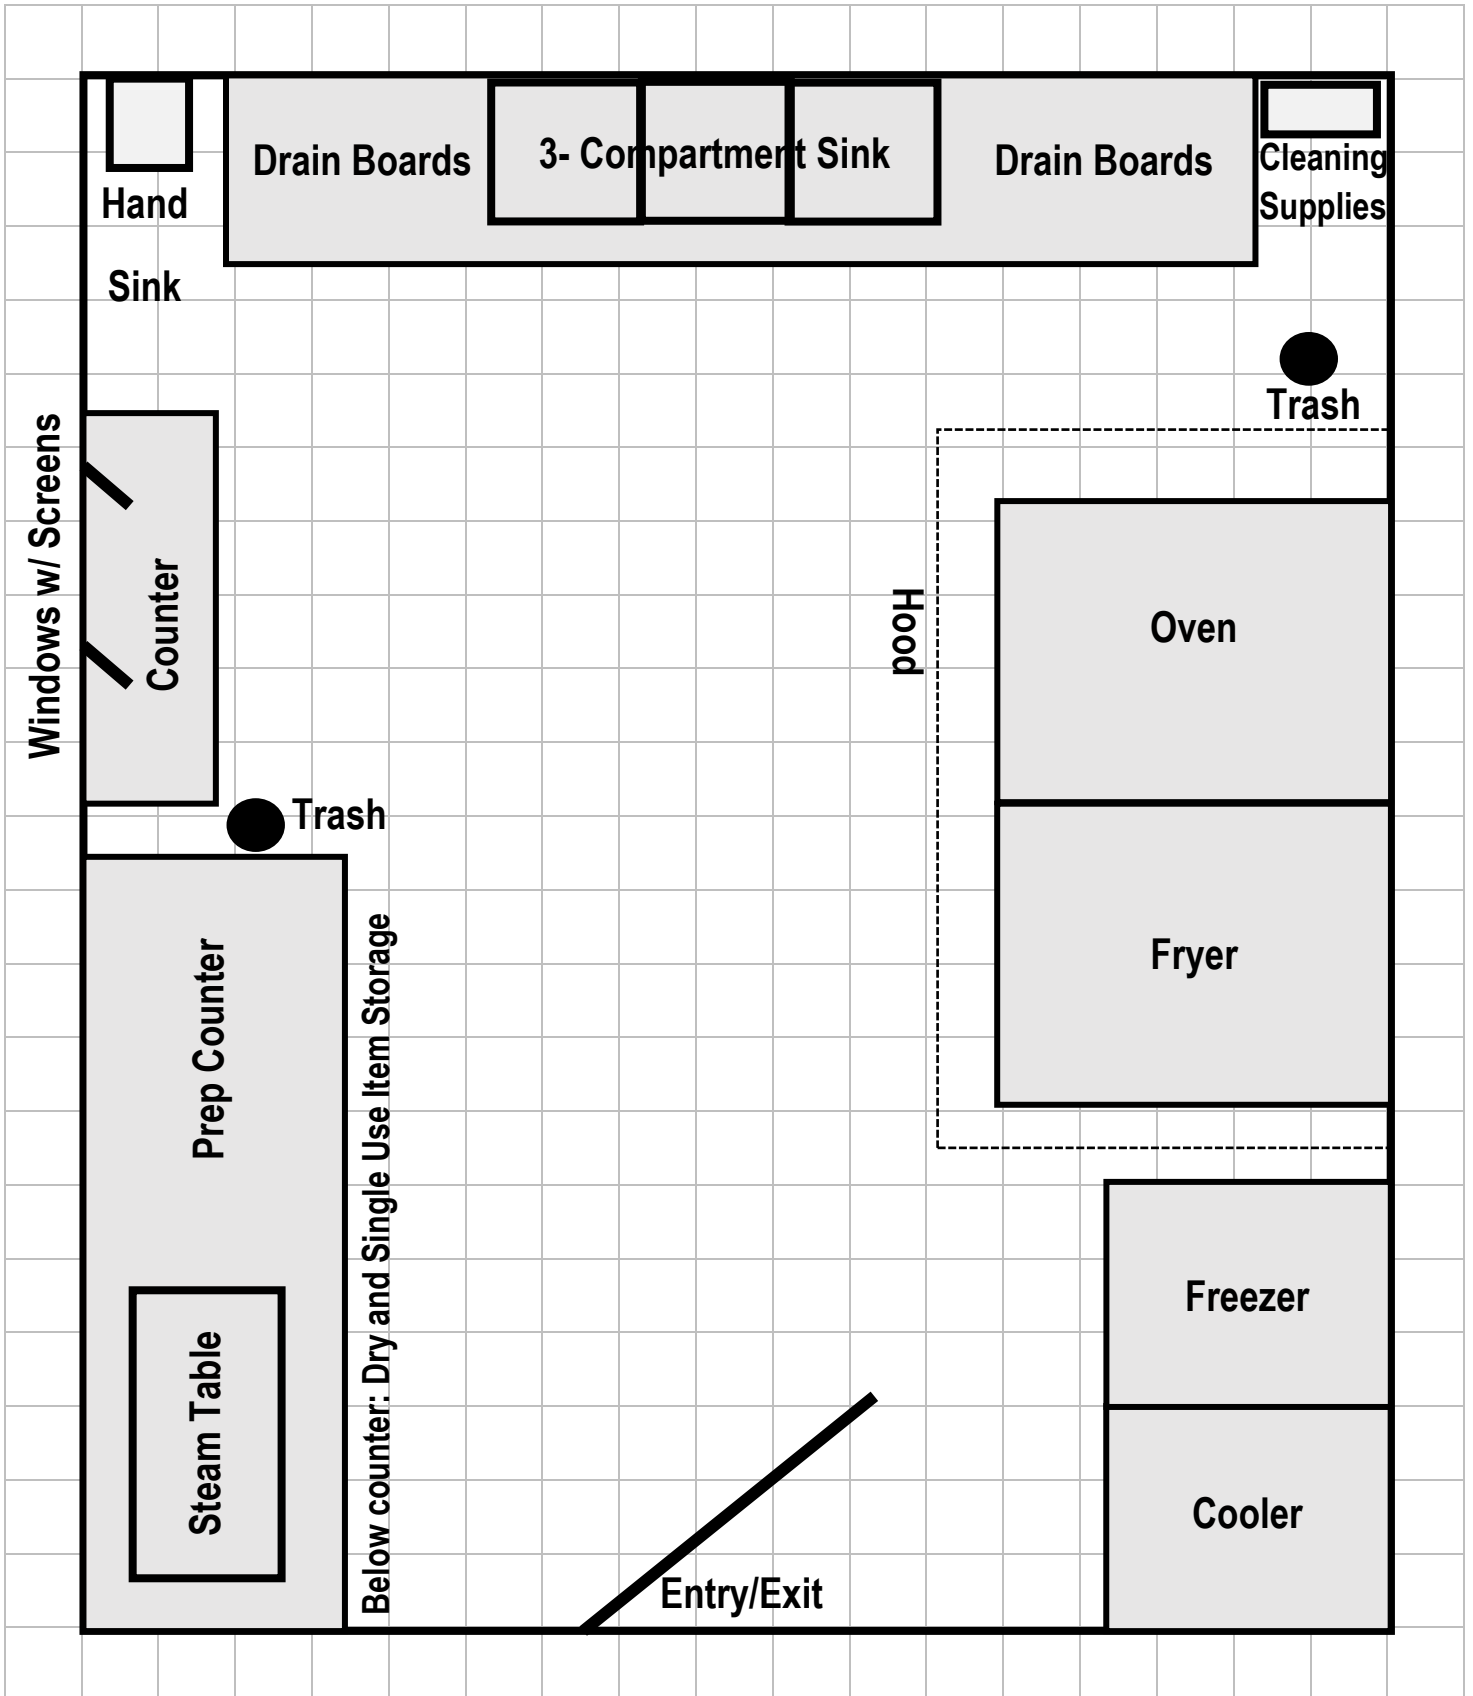 Drain Boards
3- Compartment Sink
Drain Boards
Cleaning
Supplies
Hand
Sink
Trash
Windows w/ Screens
Counter
Hood
Oven
Trash
Fryer
Prep Counter
Below counter: Dry and Single Use Item Storage
Freezer
Steam Table
Cooler
Entry/Exit